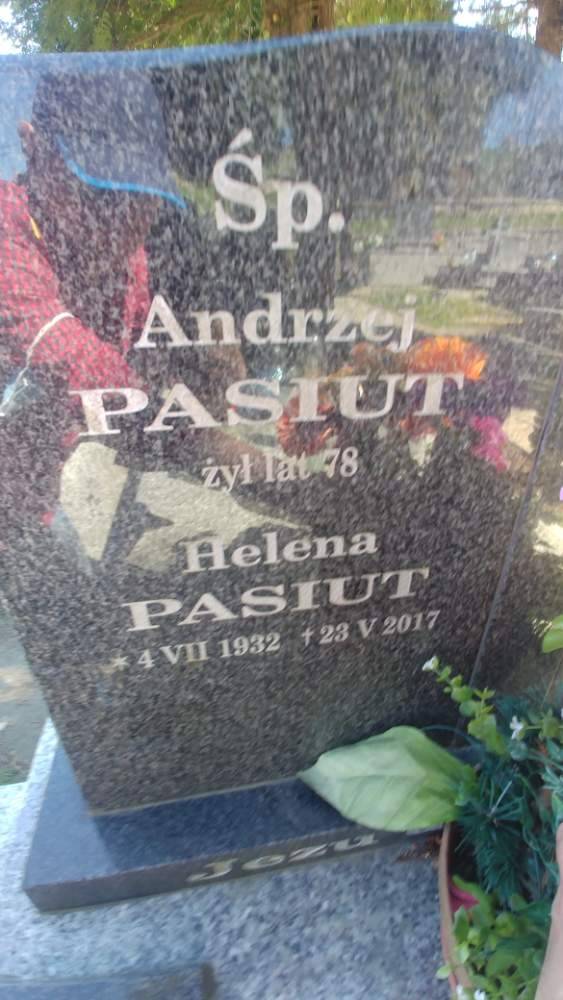 Śp.
Andrzej
PASIUT
żył lat 78
Helena
PASIUT
* 4 VII 1932 † 23 V 2017
Jezu